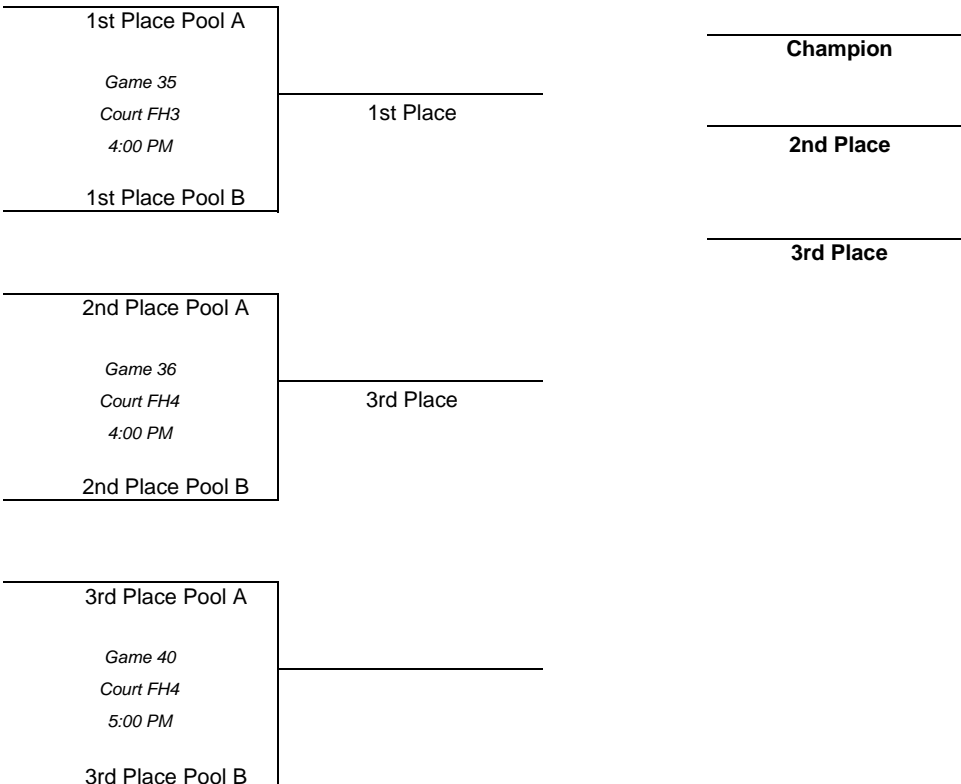 1st Place Pool A
Game 35
Court FH3
4:00 PM
1st Place Pool B
1st Place
Champion
2nd Place
3rd Place
2nd Place Pool A
Game 36
Court FH4
4:00 PM
2nd Place Pool B
3rd Place
3rd Place Pool A
Game 40
Court FH4
5:00 PM
3rd Place Pool B